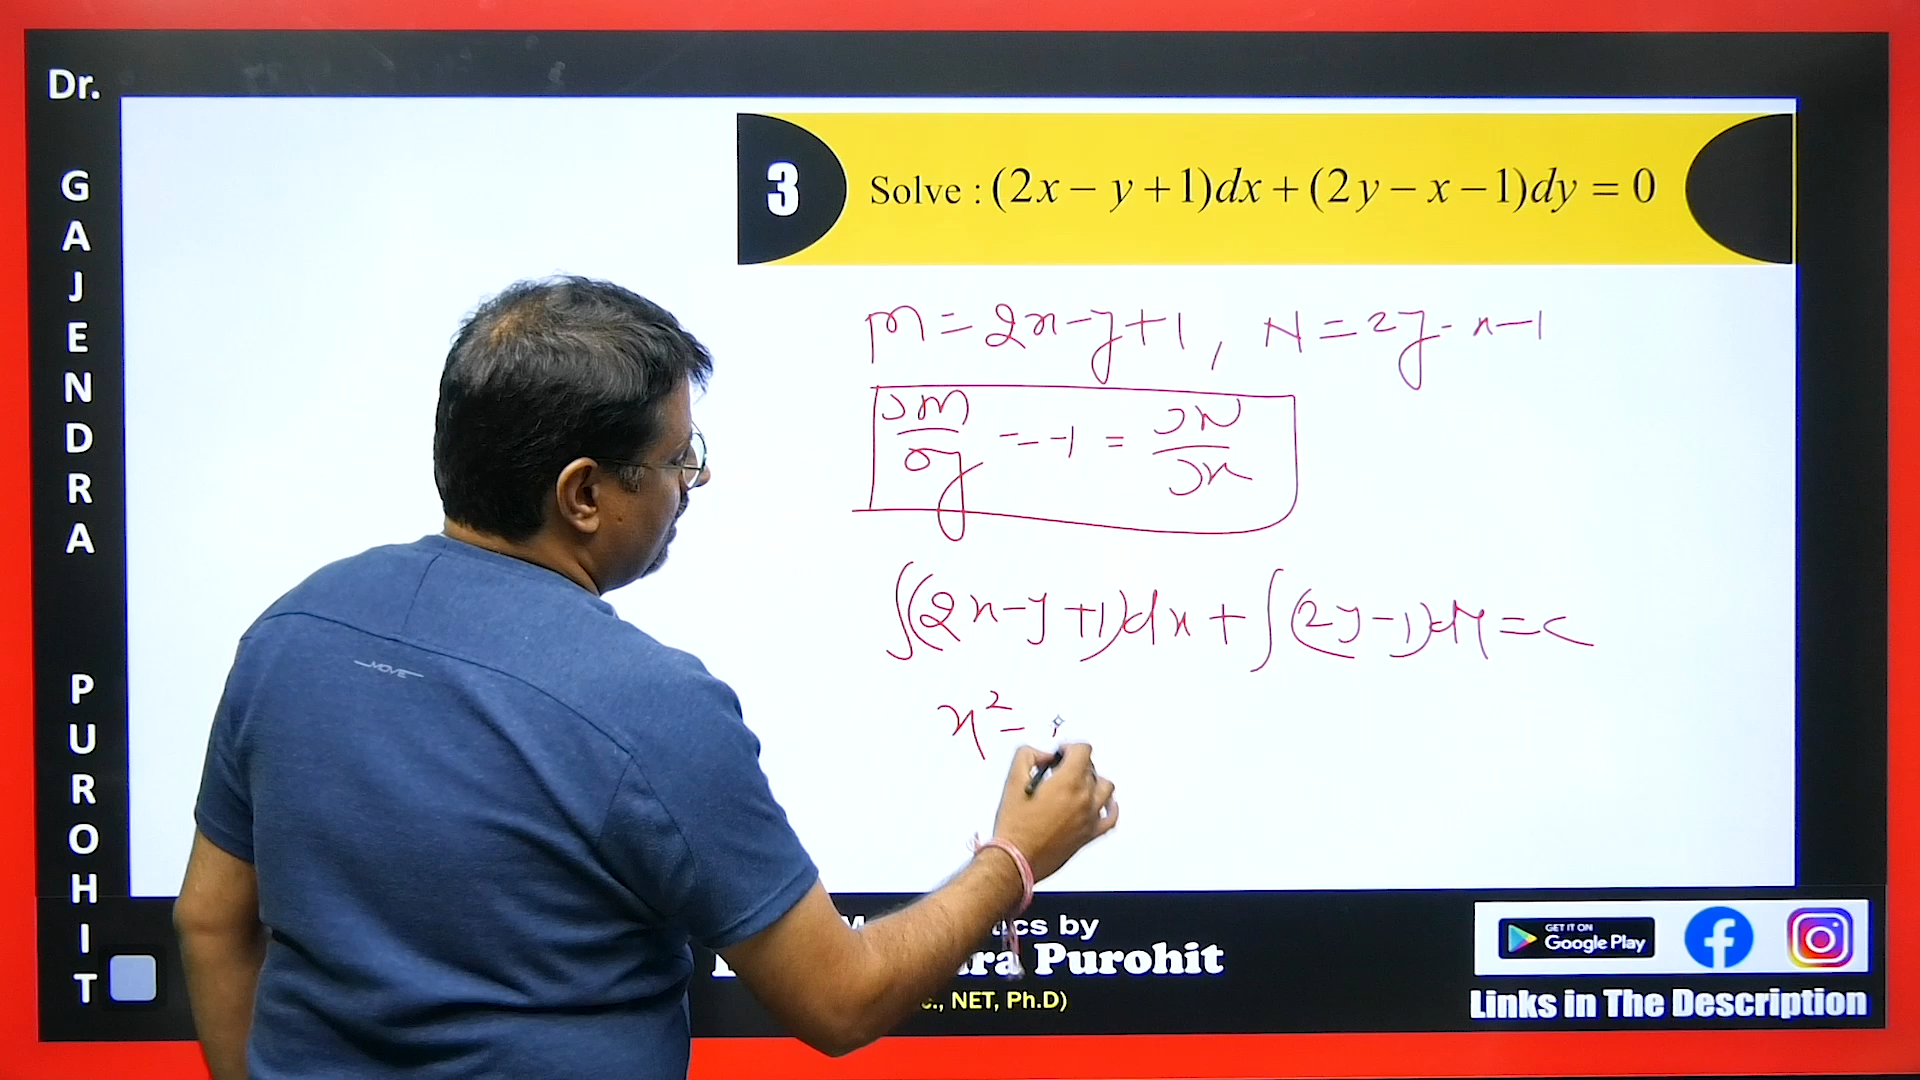 Dr.
GAJENDRA
PUROHIT
3 Solve : (2x − y + 1)dx + (2y − x − 1)dy = 0
M = 2x - y + 1 , N = 2y - x - 1
∂M/∂y = -1 = ∂N/∂x
∫(2x - y + 1)dx + ∫(2y - 1)dy = c
x² -
cs by
ra Purohit
., NET, Ph.D)
GET IT ON
Google Play
Links in The Description
MOVE